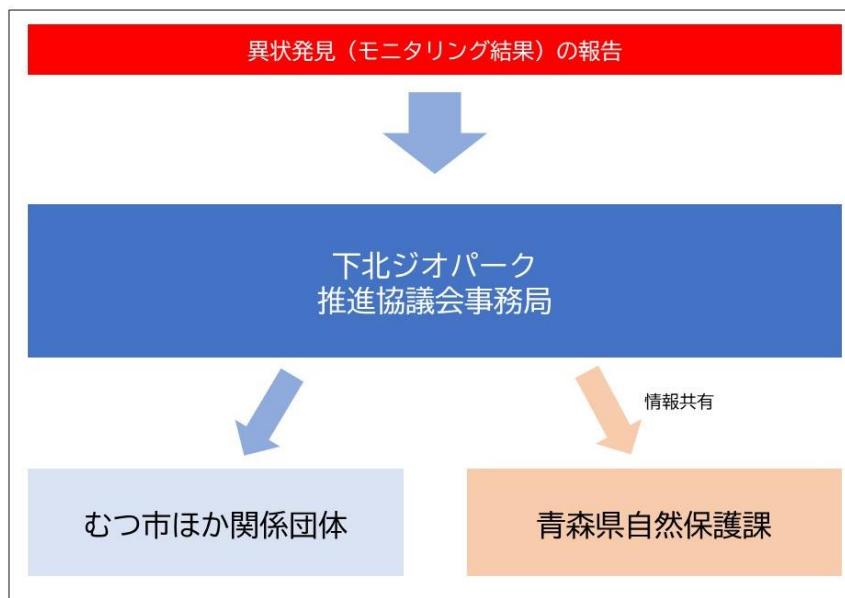 異状発見（モニタリング結果）の報告
下北ジオパーク
推進協議会事務局
情報共有
むつ市ほか関係団体
青森県自然保護課